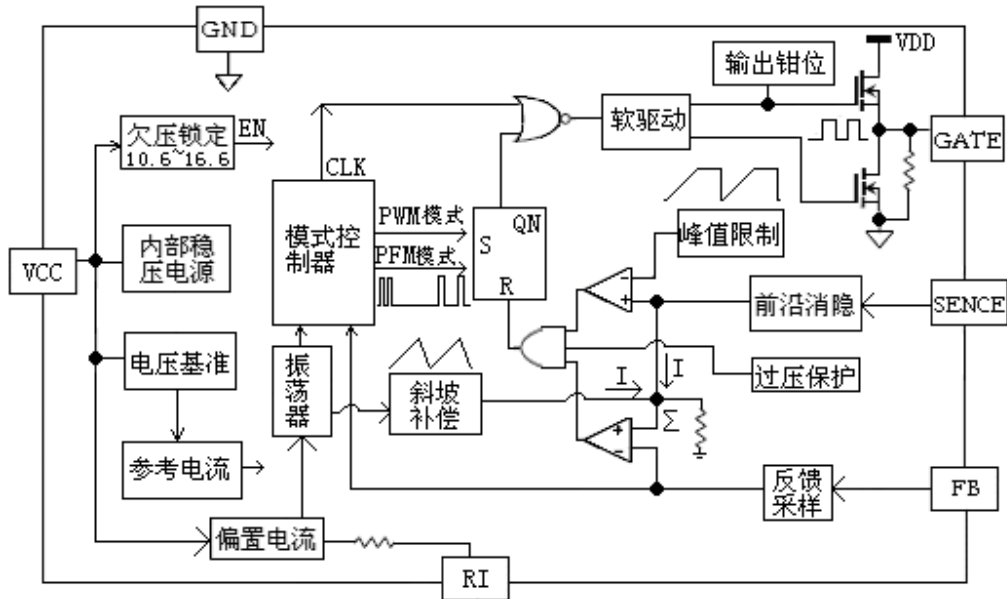 GND
VDD
输出钳位
欠压锁定
10.6~16.6
EN
CLK
软驱动
GATE
PWM模式
PFM模式
模式控
制器
S
QN
R
峰值限制
内部稳
压电源
VCC
-
+
前沿消隐
SENCE
电压基准
振
荡
器
斜坡
补偿
I
I
过压保护
Σ
+
-
参考电流
反馈
采样
FB
偏置电流
RI